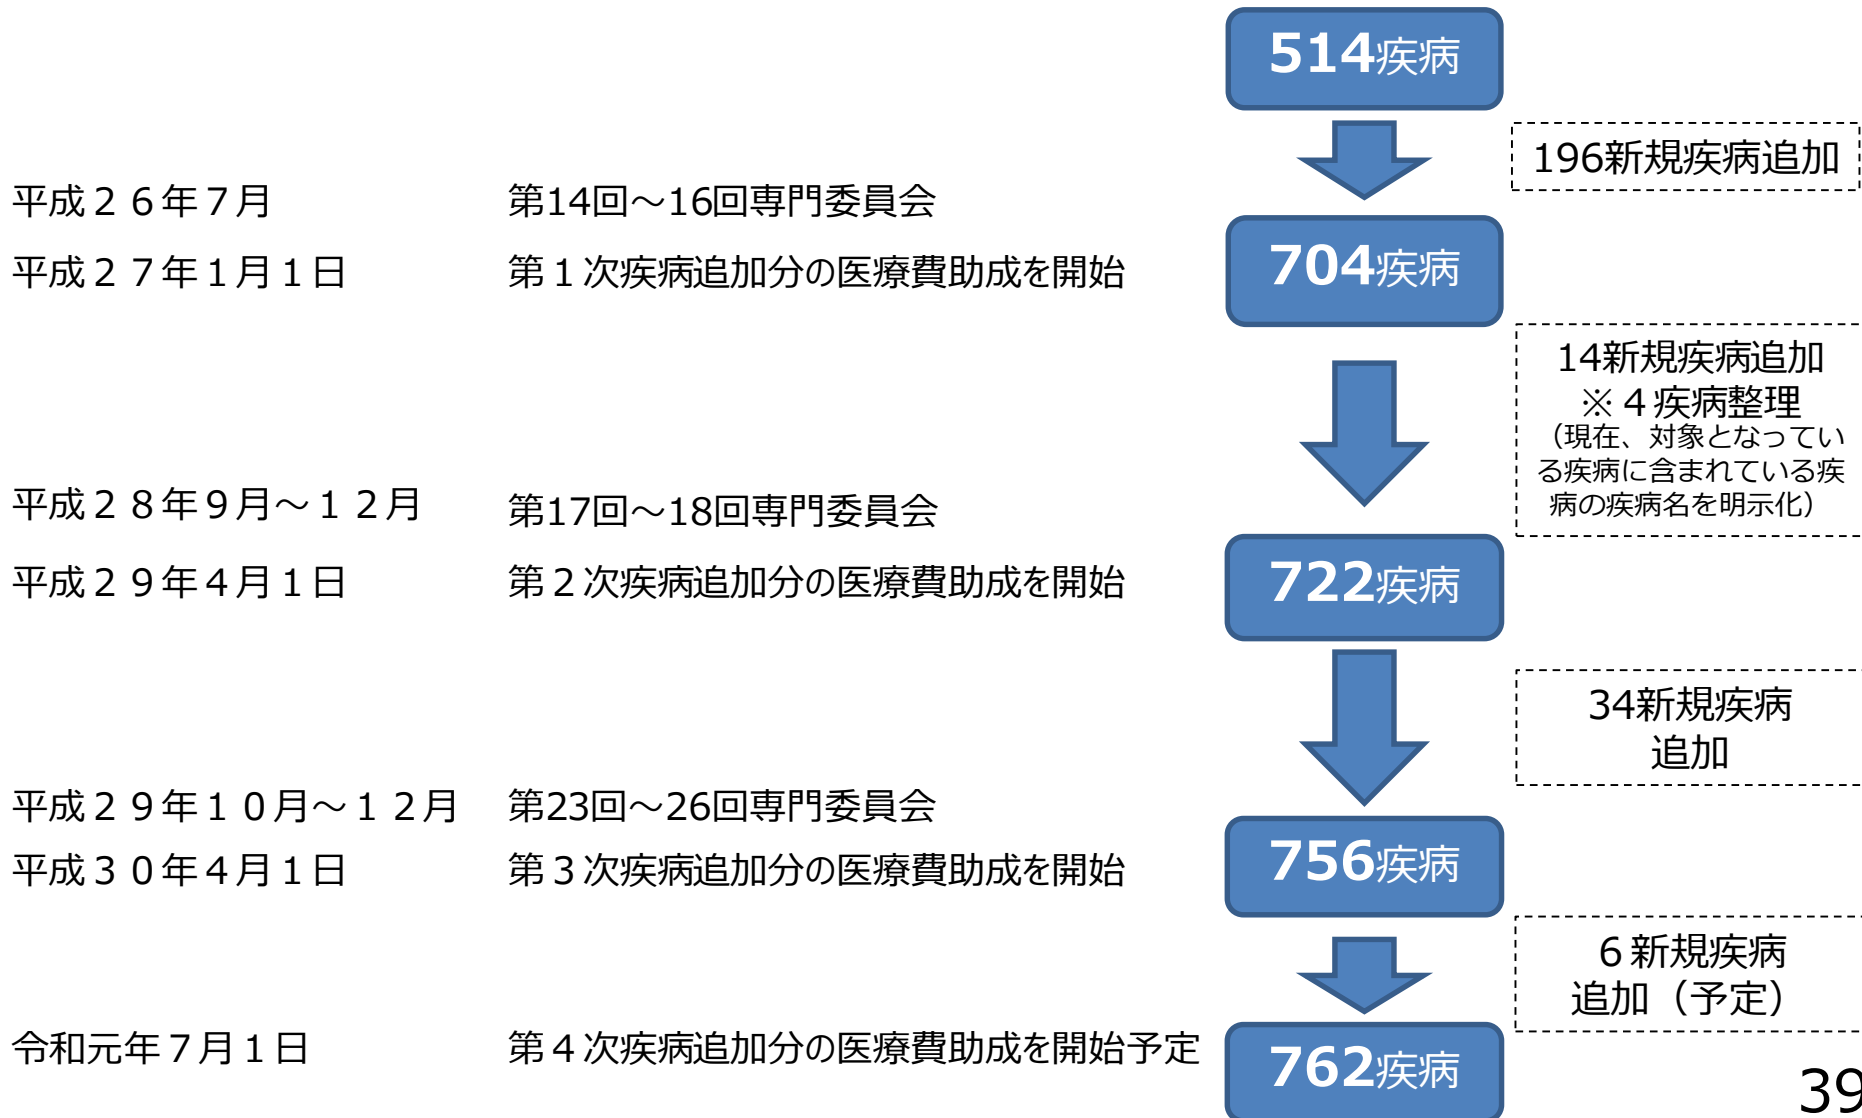 514疾病
196新規疾病追加
平成２６年７月 第14回～16回専門委員会
平成２７年１月１日 第１次疾病追加分の医療費助成を開始
704疾病
14新規疾病追加
※４疾病整理
（現在、対象となってい
る疾病に含まれている疾
病の疾病名を明示化）
平成２８年９月～１２月 第17回～18回専門委員会
平成２９年４月１日 第２次疾病追加分の医療費助成を開始
722疾病
34新規疾病
追加
平成２９年１０月～１２月 第23回～26回専門委員会
平成３０年４月１日 第３次疾病追加分の医療費助成を開始
756疾病
６新規疾病
追加（予定）
令和元年７月１日 第４次疾病追加分の医療費助成を開始予定
762疾病
39